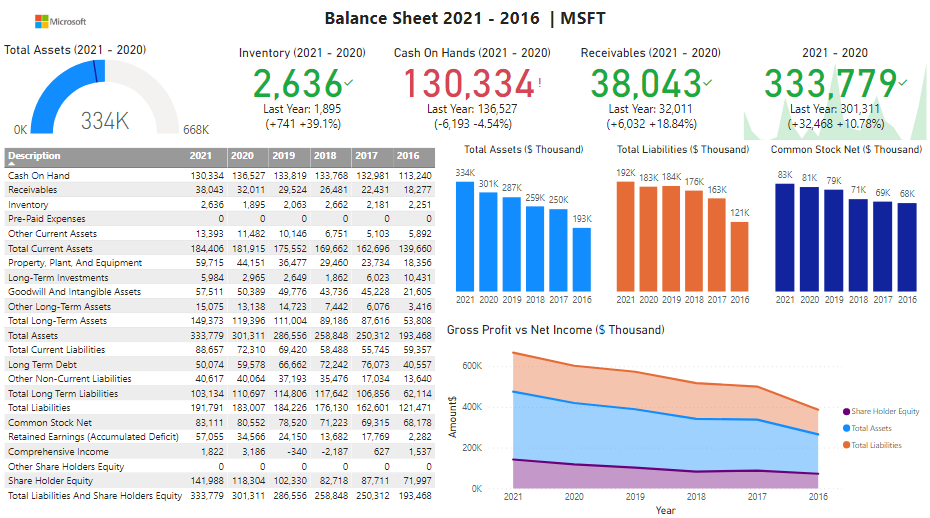 Balance Sheet 2021 - 2016 | MSFT
Microsoft
Total Assets (2021 - 2020)
334K
0K
668K
Inventory (2021 - 2020)
2,636
Last Year: 1,895
(+741 +39.1%)
Cash On Hands (2021 - 2020)
130,334!
Last Year: 136,527
(-6,193 -4.54%)
Receivables (2021 - 2020)
38,043
Last Year: 32,011
(+6,032 +18.84%)
2021 - 2020
333,779
Last Year: 301,311
(+32,468 +10.78%)
Description 2021 2020 2019 2018 2017 2016
Cash On Hand 130,334 136,527 133,819 133,768 132,981 113,240
Receivables 38,043 32,011 29,524 26,481 22,431 18,277
Inventory 2,636 1,895 2,063 2,662 2,181 2,251
Pre-Paid Expenses 0 0 0 0 0 0
Other Current Assets 13,393 11,482 10,146 6,751 5,103 5,892
Total Current Assets 184,406 181,915 175,552 169,662 162,696 139,660
Property, Plant, And Equipment 59,715 44,151 36,477 29,460 23,734 18,356
Long-Term Investments 5,984 2,965 2,649 1,862 6,023 10,431
Goodwill And Intangible Assets 57,511 50,389 49,776 43,736 45,228 21,605
Other Long-Term Assets 15,075 13,138 14,723 7,442 6,076 3,416
Total Long-Term Assets 149,373 119,396 111,004 89,186 87,616 53,808
Total Assets 333,779 301,311 286,556 258,848 250,312 193,468
Total Current Liabilities 88,657 72,310 69,420 58,488 55,745 59,357
Long Term Debt 50,074 59,578 66,662 72,242 76,073 40,557
Other Non-Current Liabilities 40,617 40,064 37,193 35,476 17,034 13,640
Total Long Term Liabilities 103,134 110,697 114,806 117,642 106,856 62,114
Total Liabilities 191,791 183,007 184,226 176,130 162,601 121,471
Common Stock Net 83,111 80,552 78,520 71,223 69,315 68,178
Retained Earnings (Accumulated Deficit) 57,055 34,566 24,150 13,682 17,769 2,282
Comprehensive Income 1,822 3,186 -340 -2,187 627 1,537
Other Share Holders Equity 0 0 0 0 0 0
Share Holder Equity 141,988 118,304 102,330 82,718 87,711 71,997
Total Liabilities And Share Holders Equity 333,779 301,311 286,556 258,848 250,312 193,468
Total Assets ($ Thousand)
334K 301K 287K 259K 250K 193K
2021 2020 2019 2018 2017 2016
Total Liabilities ($ Thousand)
192K 183K 184K 176K 163K 121K
2021 2020 2019 2018 2017 2016
Common Stock Net ($ Thousand)
83K 81K 79K 71K 69K 68K
2021 2020 2019 2018 2017 2016
Gross Profit vs Net Income ($ Thousand)
Amount$
600K
400K
200K
0K
2021 2020 2019 2018 2017 2016
Year
Share Holder Equity
Total Assets
Total Liabilities